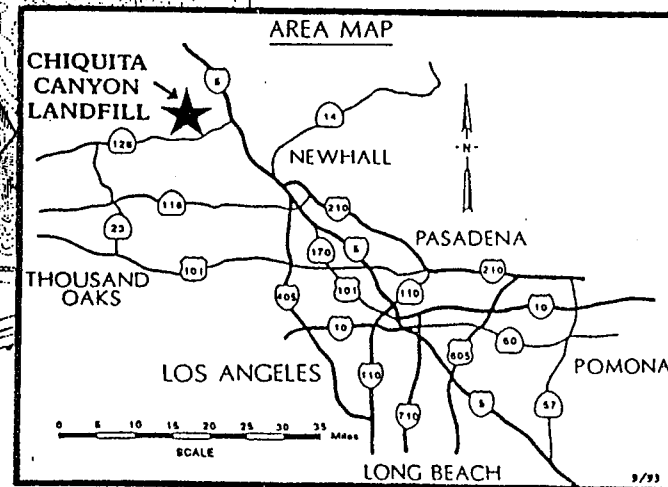 AREA MAP
CHIQUITA
CANYON
LANDFILL
5
14
126
NEWHALL
-N-
118
210
23
170
5
PASADENA
101
210
THOUSAND
OAKS
405
101
110
10
10
60
LOS ANGELES
605
POMONA
110
710
5
57
0 5 10 15 20 25 30 35 Miles
SCALE
LONG BEACH
9/93